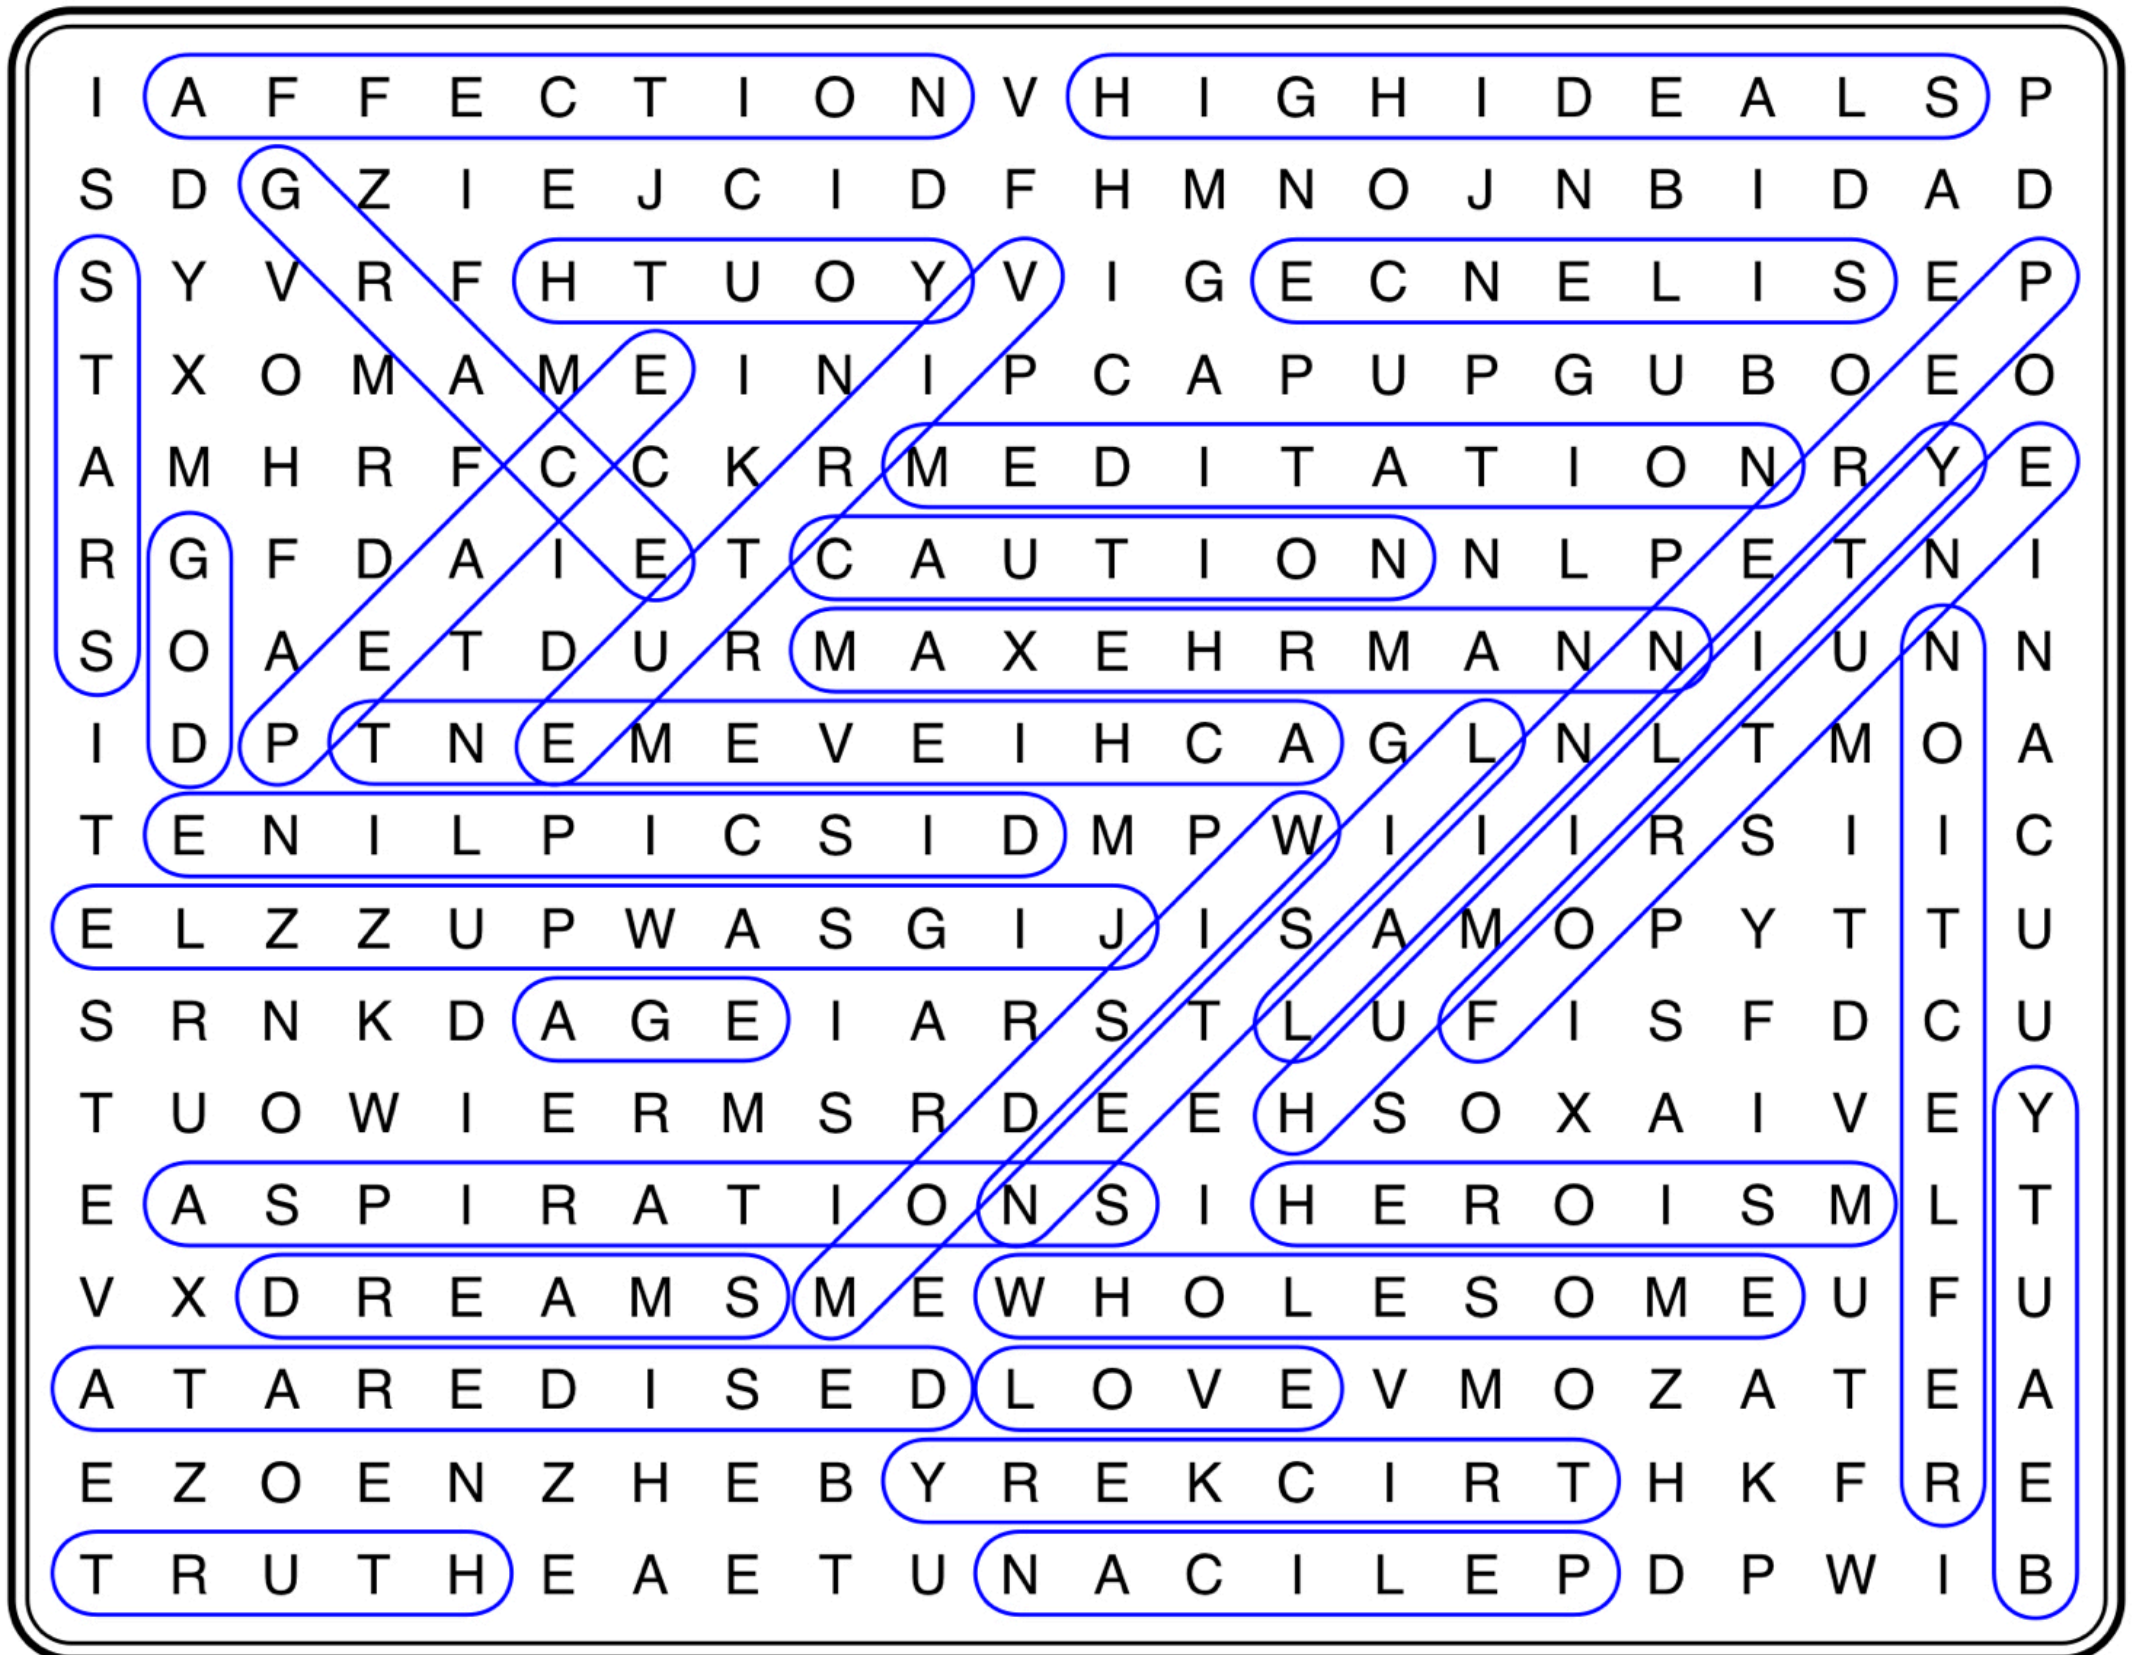 I A F F E C T I O N V H I G H I D E A L S P
S D G Z I E J C I D F H M N O J N B I D A D
S Y V R F H T U O Y V I G E C N E L I S E P
T X O M A M E I N I P C A P U P G U B O E O
A M H R F C C K R M E D I T A T I O N R Y E
R G F D A I E T C A U T I O N N L P E T N I
S O A E T D U R M A X E H R M A N N I U N N
I D P T N E M E V E I H C A G L N L T M O A
T E N I L P I C S I D M P W I I I R S I I C
E L Z Z U P W A S G I J I S A M O P Y T T U
S R N K D A G E I A R S T L U F I S F D C U
T U O W I E R M S R D E E H S O X A I V E Y
E A S P I R A T I O N S I H E R O I S M L T
V X D R E A M S M E W H O L E S O M E U F U
A T A R E D I S E D L O V E V M O Z A T E A
E Z O E N Z H E B Y R E K C I R T H K F R E
T R U T H E A E T U N A C I L E P D P W I B